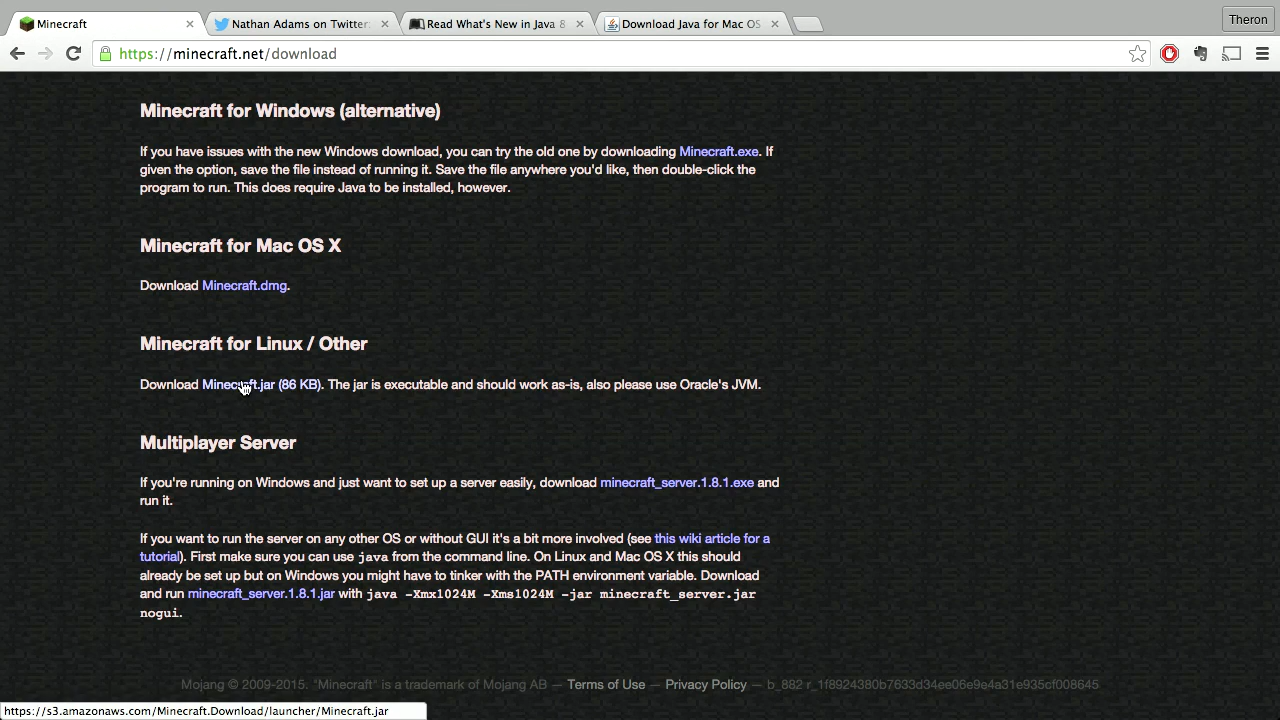 Minecraft
Nathan Adams on Twitter:
Read What's New in Java 8
Download Java for Mac OS
Theron
https://minecraft.net/download
Minecraft for Windows (alternative)
If you have issues with the new Windows download, you can try the old one by downloading Minecraft.exe. If
given the option, save the file instead of running it. Save the file anywhere you'd like, then double-click the
program to run. This does require Java to be installed, however.
Minecraft for Mac OS X
Download Minecraft.dmg.
Minecraft for Linux / Other
Download Minecraft.jar (86 KB). The jar is executable and should work as-is, also please use Oracle's JVM.
Multiplayer Server
If you're running on Windows and just want to set up a server easily, download minecraft_server.1.8.1.exe and
run it.
If you want to run the server on any other OS or without GUI it's a bit more involved (see this wiki article for a
tutorial). First make sure you can use java from the command line. On Linux and Mac OS X this should
already be set up but on Windows you might have to tinker with the PATH environment variable. Download
and run minecraft_server.1.8.1.jar with java -Xmx1024M -Xms1024M -jar minecraft_server.jar
nogui.
Mojang © 2009-2015. "Minecraft" is a trademark of Mojang AB — Terms of Use — Privacy Policy — b_882 r_1f8924380b7633d34ee06e9e4a31e935cf008645
https://s3.amazonaws.com/Minecraft.Download/launcher/Minecraft.jar